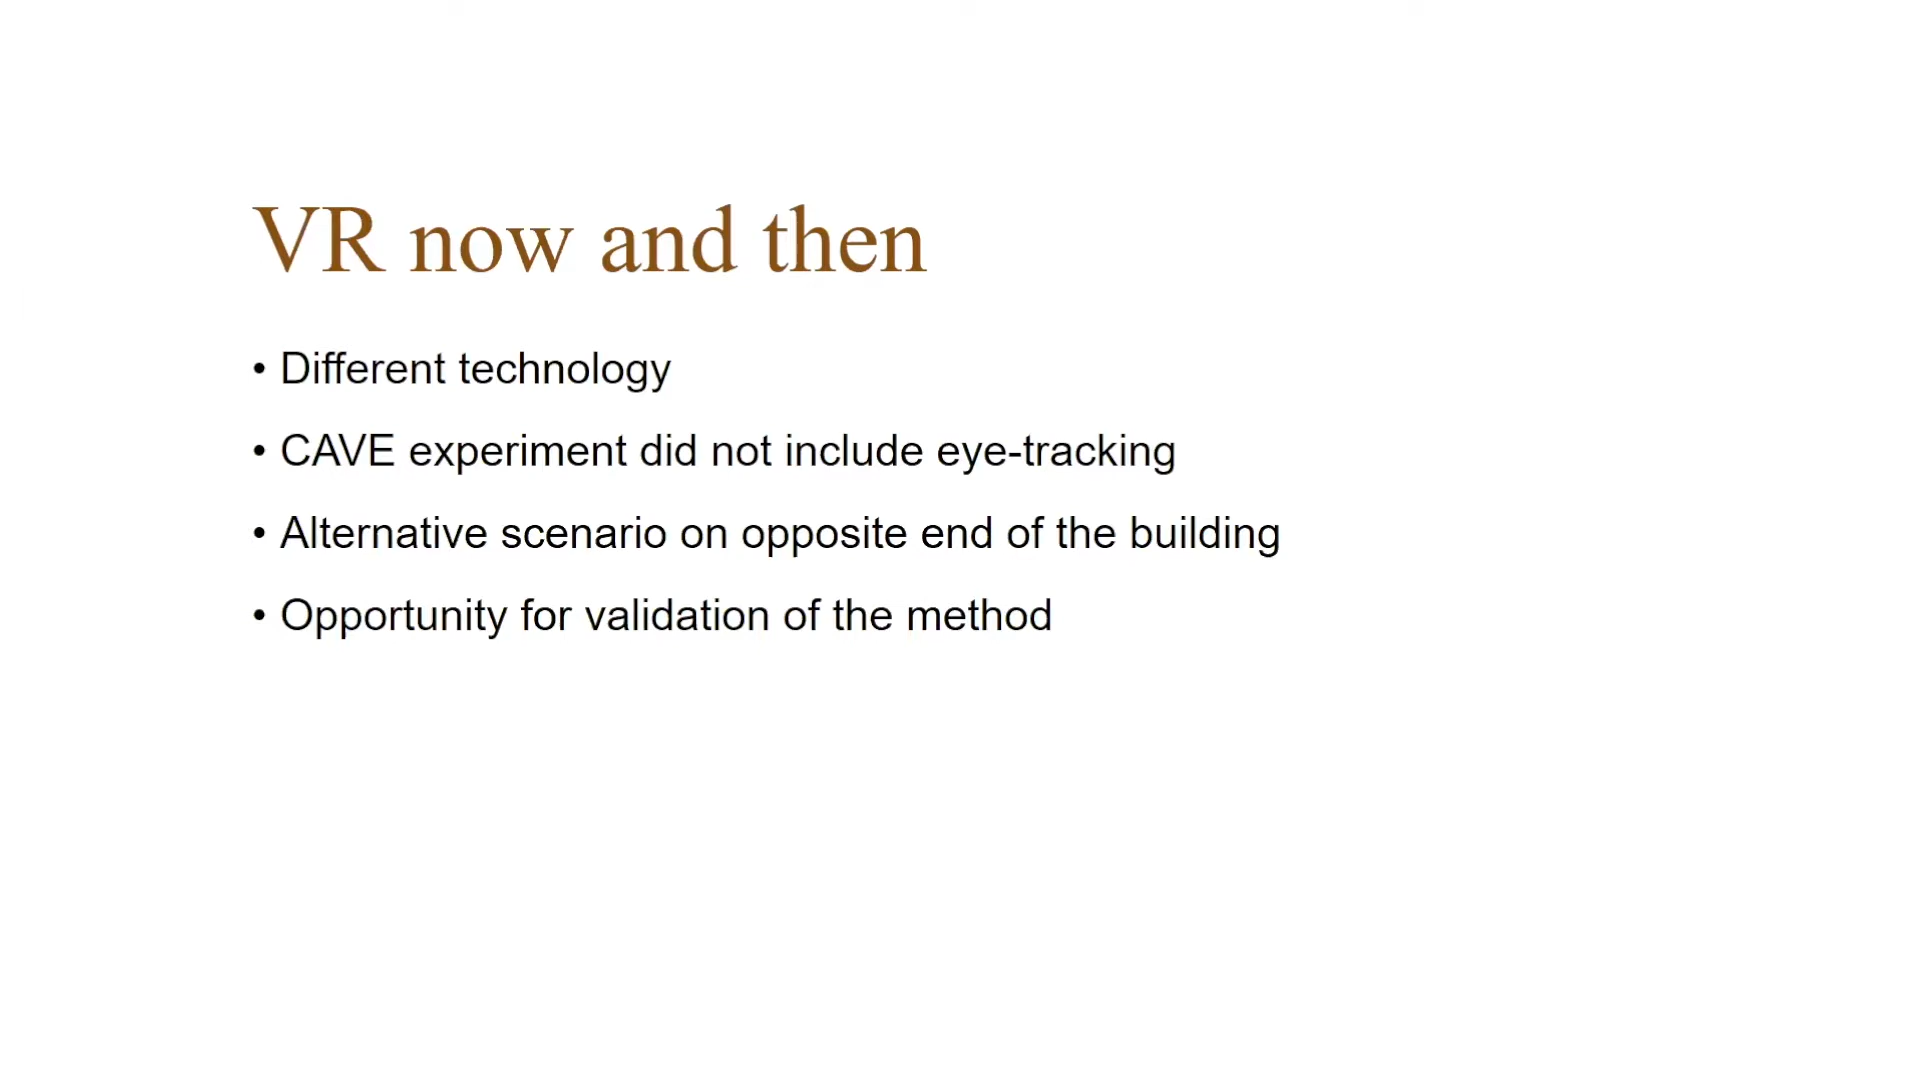 VR now and then
• Different technology
• CAVE experiment did not include eye-tracking
• Alternative scenario on opposite end of the building
• Opportunity for validation of the method